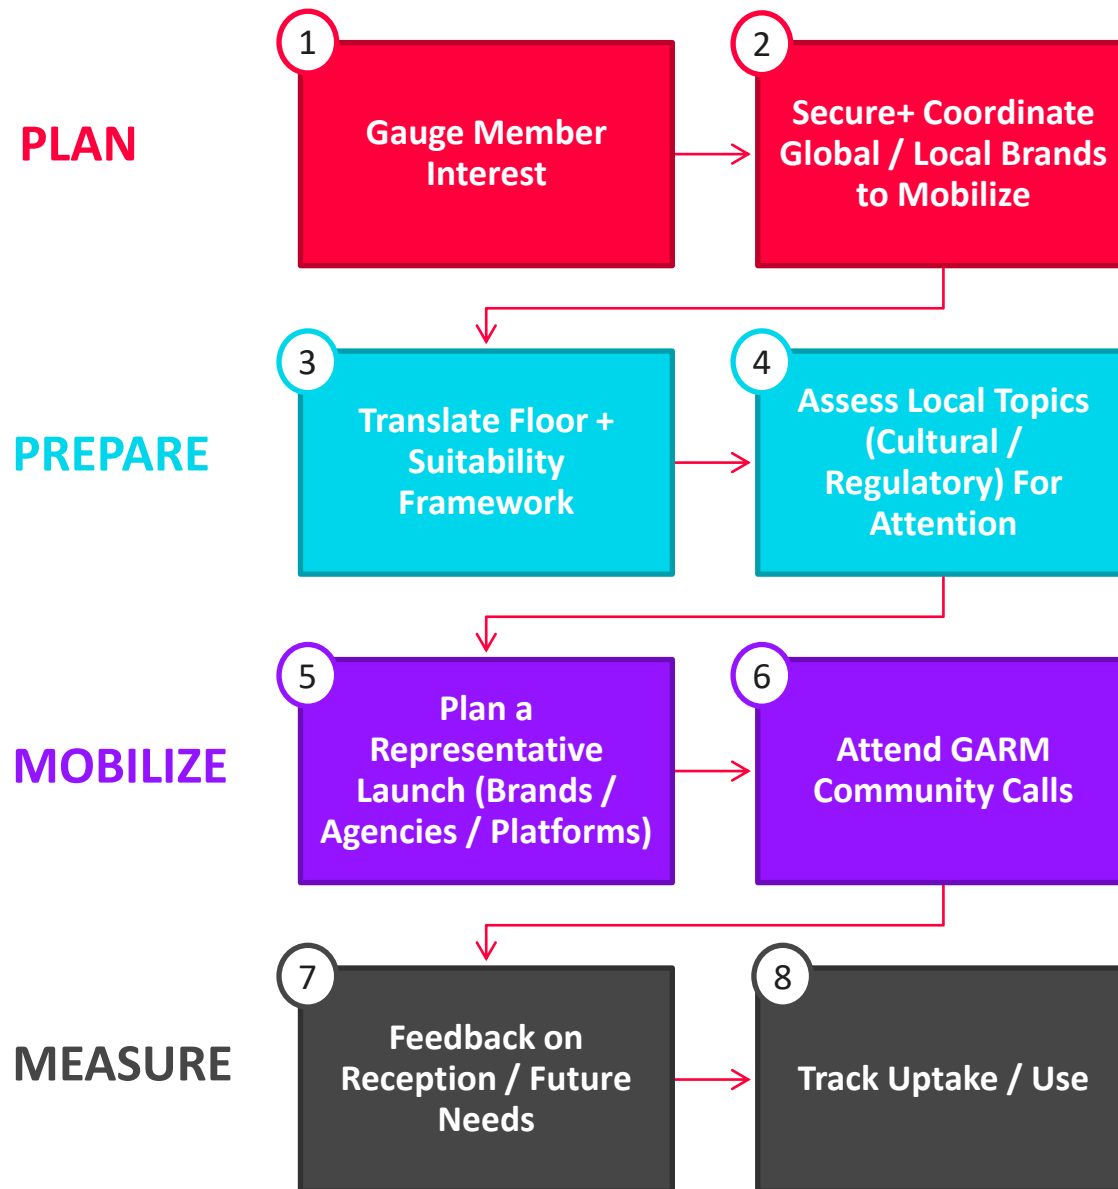 PLAN
1
Gauge Member
Interest
2
Secure+ Coordinate
Global / Local Brands
to Mobilize
PREPARE
3
Translate Floor +
Suitability
Framework
4
Assess Local Topics
(Cultural /
Regulatory) For
Attention
MOBILIZE
5
Plan a
Representative
Launch (Brands /
Agencies / Platforms)
6
Attend GARM
Community Calls
MEASURE
7
Feedback on
Reception / Future
Needs
8
Track Uptake / Use